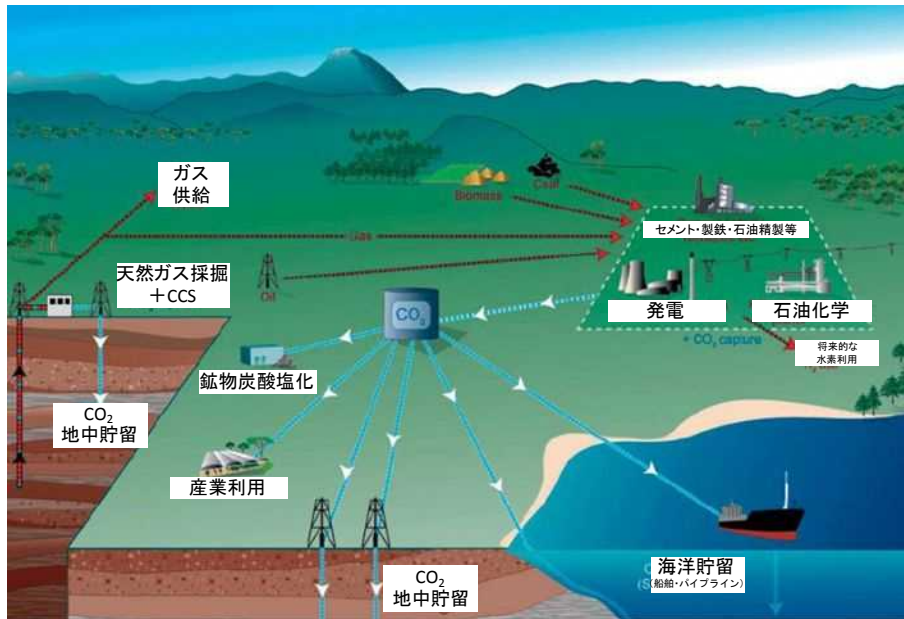 ガス
供給
Coal
Biomass
セメント・製鉄・石油精製等
Gas
天然ガス採掘
＋CCS
Oil
CO2
発電
石油化学
+ CO2 capture
将来的な
水素利用
鉱物炭酸塩化
CO2
地中貯留
産業利用
CO2
地中貯留
海洋貯留
(船舶・パイプライン)